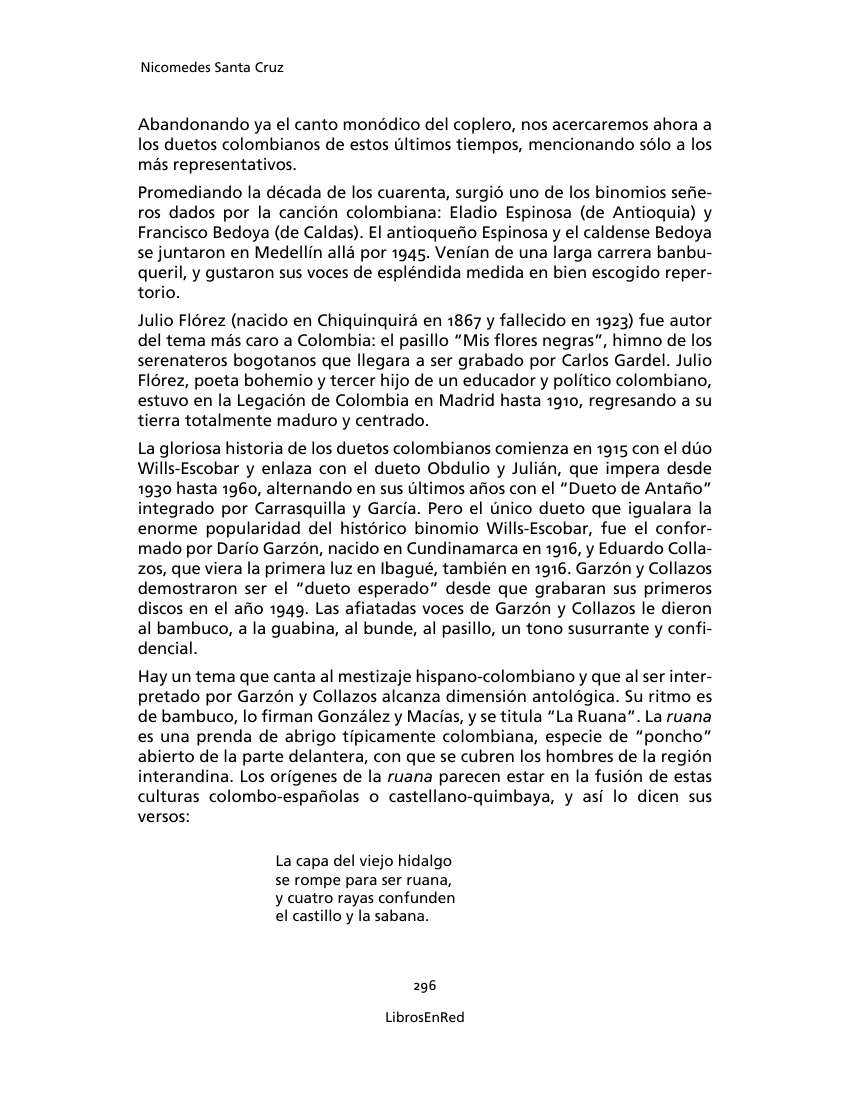 Nicomedes Santa Cruz
Abandonando ya el canto monódico del coplero, nos acercaremos ahora a
los duetos colombianos de estos últimos tiempos, mencionando sólo a los
más representativos.
Promediando la década de los cuarenta, surgió uno de los binomios señe-
ros dados por la canción colombiana: Eladio Espinosa (de Antioquia) y
Francisco Bedoya (de Caldas). El antioqueño Espinosa y el caldense Bedoya
se juntaron en Medellín allá por 1945. Venían de una larga carrera banbu-
queril, y gustaron sus voces de espléndida medida en bien escogido reper-
torio.
Julio Flórez (nacido en Chiquinquirá en 1867 y fallecido en 1923) fue autor
del tema más caro a Colombia: el pasillo “Mis flores negras”, himno de los
serenateros bogotanos que llegara a ser grabado por Carlos Gardel. Julio
Flórez, poeta bohemio y tercer hijo de un educador y político colombiano,
estuvo en la Legación de Colombia en Madrid hasta 1910, regresando a su
tierra totalmente maduro y centrado.
La gloriosa historia de los duetos colombianos comienza en 1915 con el dúo
Wills-Escobar y enlaza con el dueto Obdulio y Julián, que impera desde
1930 hasta 1960, alternando en sus últimos años con el “Dueto de Antaño”
integrado por Carrasquilla y García. Pero el único dueto que igualara la
enorme popularidad del histórico binomio Wills-Escobar, fue el confor-
mado por Darío Garzón, nacido en Cundinamarca en 1916, y Eduardo Colla-
zos, que viera la primera luz en Ibagué, también en 1916. Garzón y Collazos
demostraron ser el “dueto esperado” desde que grabaran sus primeros
discos en el año 1949. Las afiatadas voces de Garzón y Collazos le dieron
al bambuco, a la guabina, al bunde, al pasillo, un tono susurrante y confi-
dencial.
Hay un tema que canta al mestizaje hispano-colombiano y que al ser inter-
pretado por Garzón y Collazos alcanza dimensión antológica. Su ritmo es
de bambuco, lo firman González y Macías, y se titula “La Ruana”. La ruana
es una prenda de abrigo típicamente colombiana, especie de “poncho”
abierto de la parte delantera, con que se cubren los hombres de la región
interandina. Los orígenes de la ruana parecen estar en la fusión de estas
culturas colombo-españolas o castellano-quimbaya, y así lo dicen sus
versos:
La capa del viejo hidalgo
se rompe para ser ruana,
y cuatro rayas confunden
el castillo y la sabana.
296
LibrosEnRed